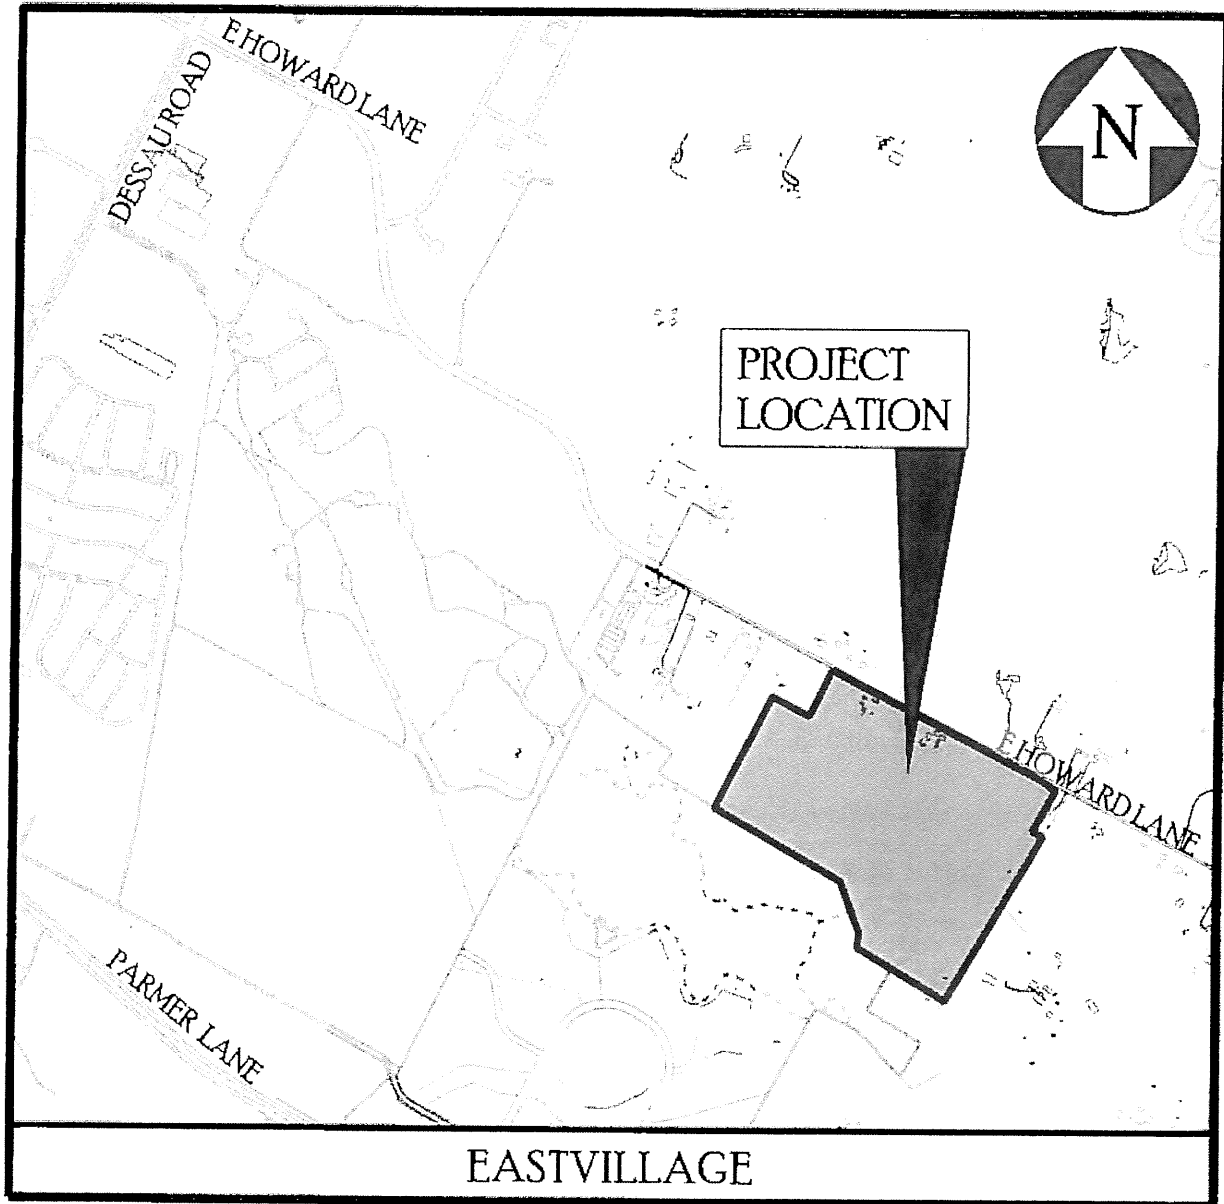 E HOWARD LANE
DESSAU ROAD
N
PROJECT
LOCATION
E HOWARD LANE
PARMER LANE
EASTVILLAGE